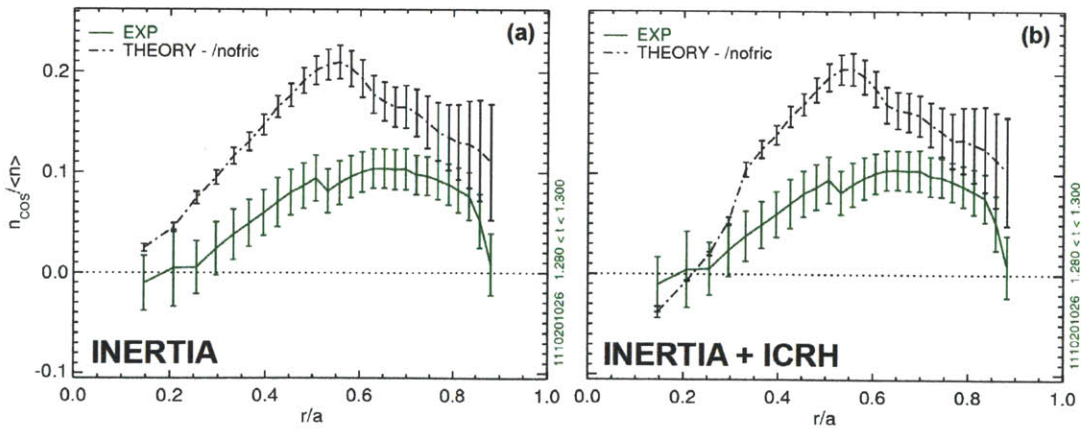 (a)
EXP
THEORY - /nofric
0.2
0.1
0.0
-0.1
n_cos/<n>
INERTIA
0.0 0.2 0.4 0.6 0.8 1.0
r/a
1110201026 1.280 < t < 1.300
(b)
EXP
THEORY - /nofric
INERTIA + ICRH
0.0 0.2 0.4 0.6 0.8 1.0
r/a
1110201026 1.280 < t < 1.300